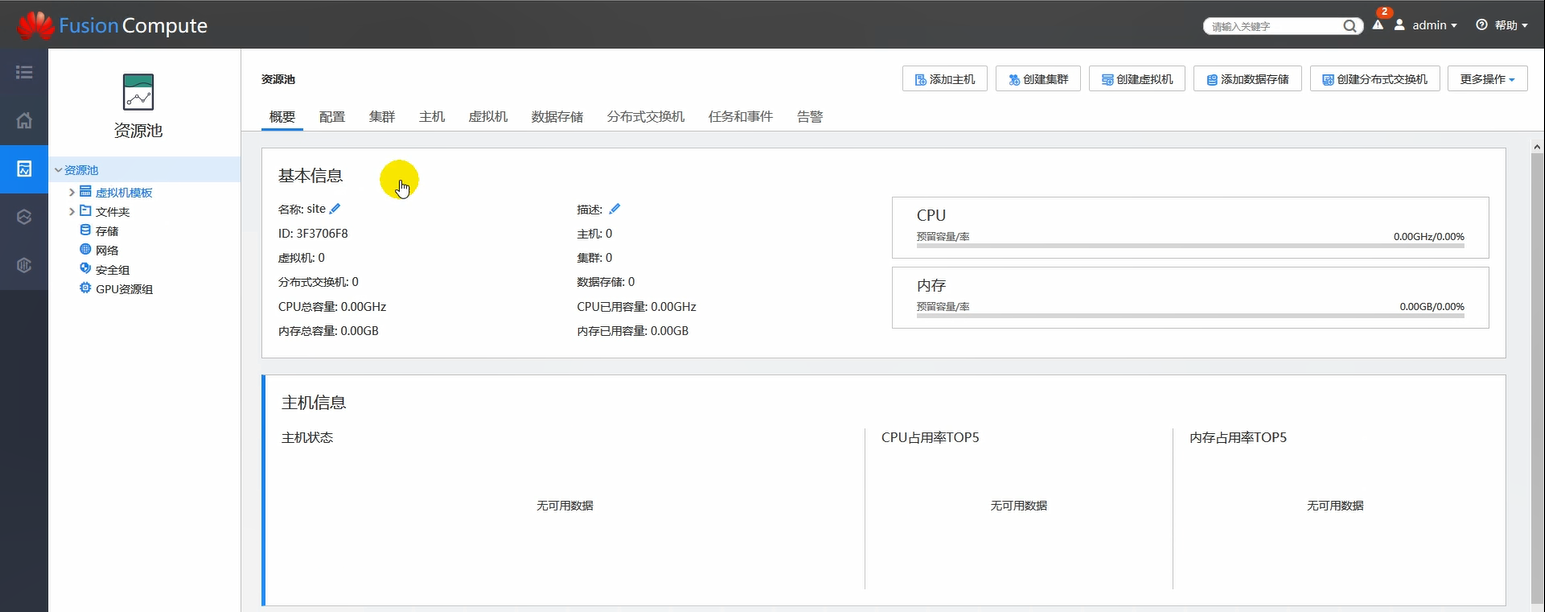 FusionCompute
请输入关键字
2
admin
帮助
资源池
资源池
虚拟机模板
文件夹
存储
网络
安全组
GPU资源组
资源池
添加主机 创建集群 创建虚拟机 添加数据存储 创建分布式交换机 更多操作
概要 配置 集群 主机 虚拟机 数据存储 分布式交换机 任务和事件 告警
基本信息
名称: site 描述:
ID: 3F3706F8 主机: 0
虚拟机: 0 集群: 0
分布式交换机: 0 数据存储: 0
CPU总容量: 0.00GHz CPU已用容量: 0.00GHz
内存总容量: 0.00GB 内存已用容量: 0.00GB
CPU
预留容量/率 0.00GHz/0.00%
内存
预留容量/率 0.00GB/0.00%
主机信息
主机状态 CPU占用率TOP5 内存占用率TOP5
无可用数据 无可用数据 无可用数据